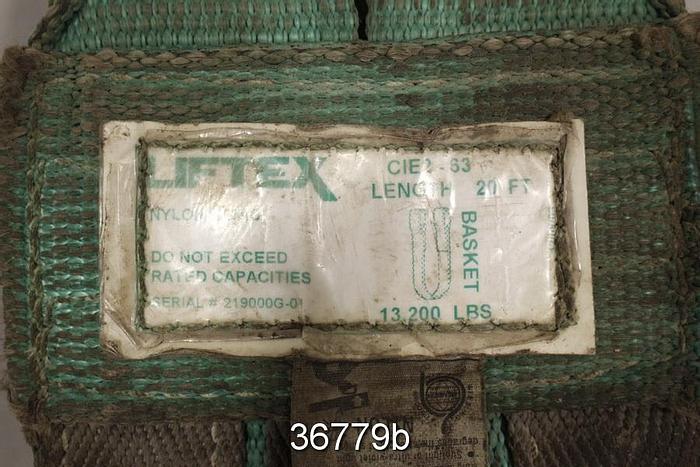 LIFTEX
CIE2-63
LENGTH 20 FT
NYLON
BASKET
DO NOT EXCEED
RATED CAPACITIES
SERIAL # 219000G-01
13,200 LBS
36779b